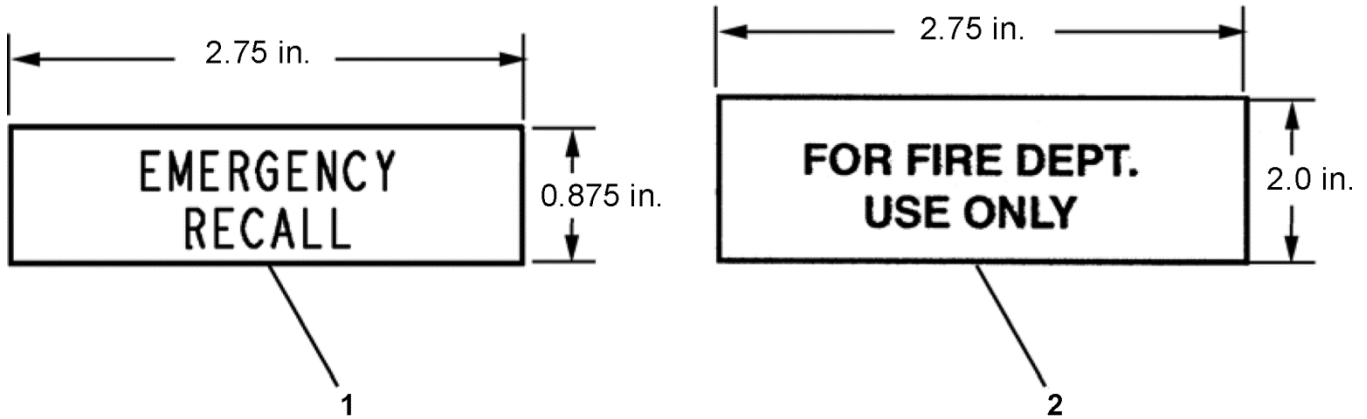 2.75 in.
EMERGENCY
RECALL
0.875 in.
1
2.75 in.
FOR FIRE DEPT.
USE ONLY
2.0 in.
2